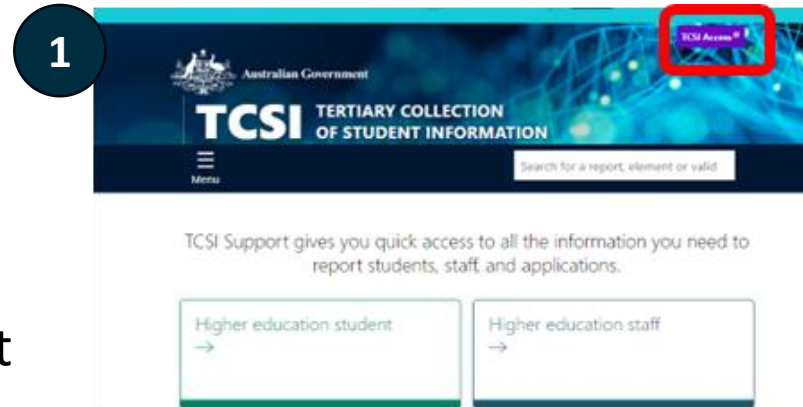 1
TCSI Access
Australian Government
TCSI TERTIARY COLLECTION
OF STUDENT INFORMATION
Menu
Search for a report, element or valid
TCSI Support gives you quick access to all the information you need to
report students, staff and applications.
Higher education student
→
Higher education staff
→
t